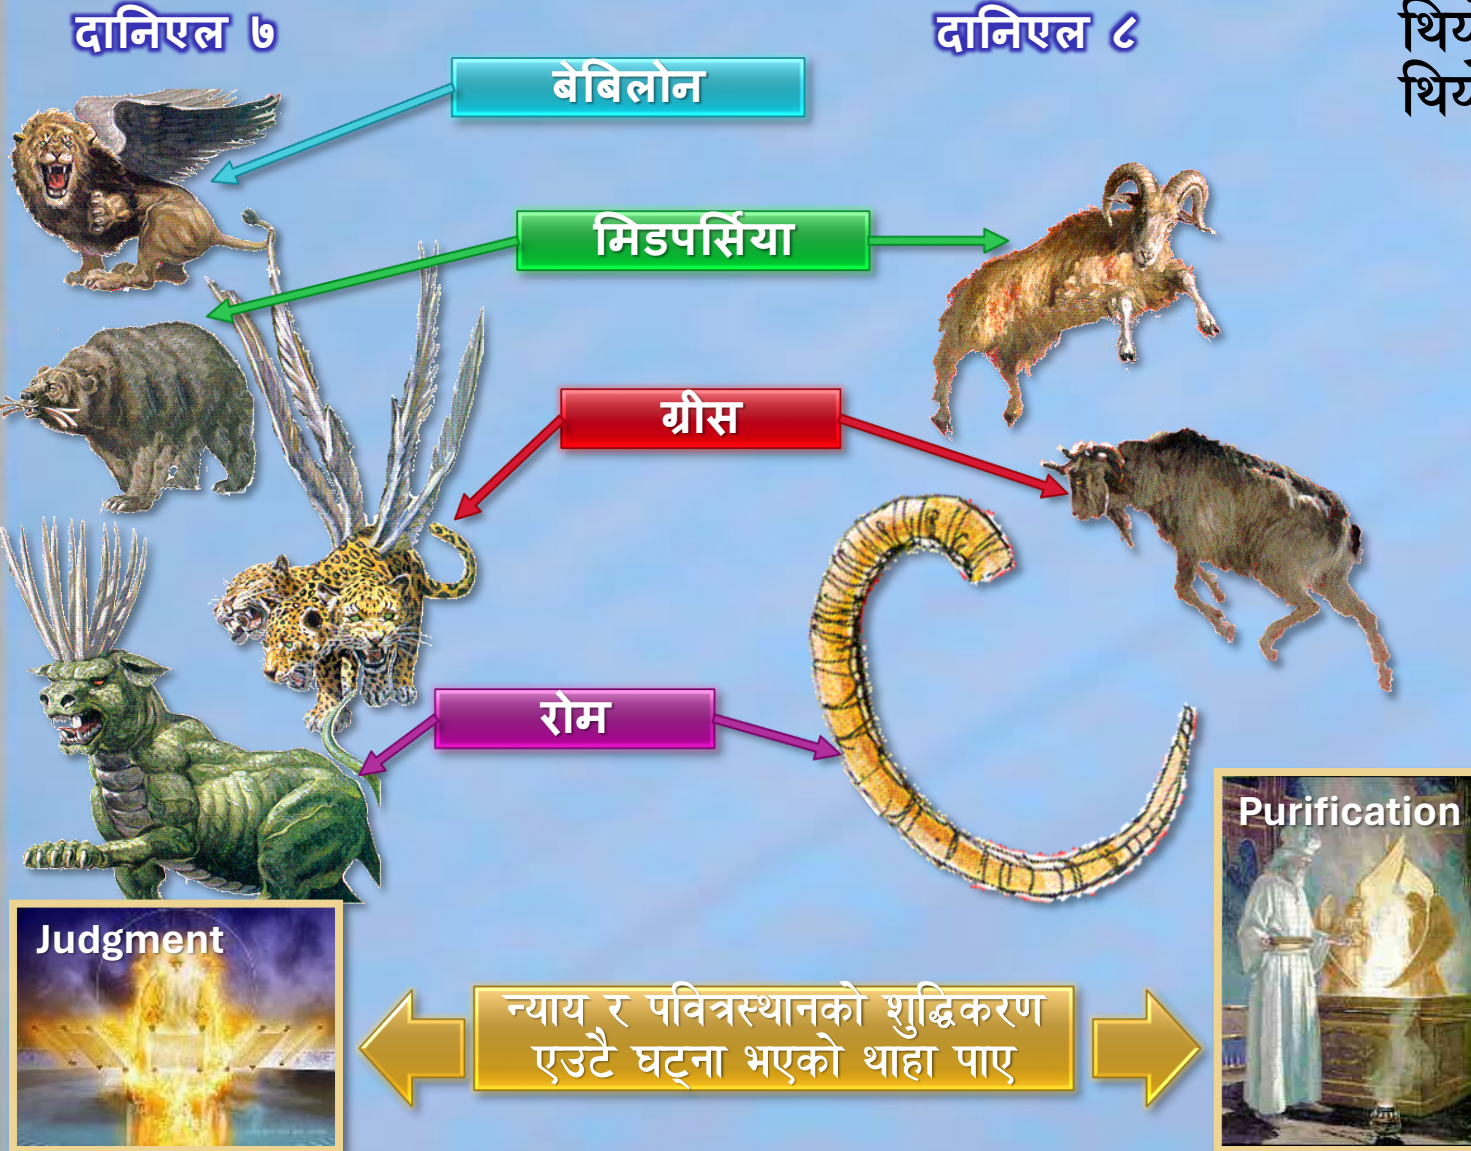 दानिएल ७
दानिएल ८
बेबिलोन
मिडपर्सिया
ग्रीस
रोम
Judgment
Purification
न्याय र पवित्रस्थानको शुद्धिकरण
एउटै घट्ना भएको थाहा पाए